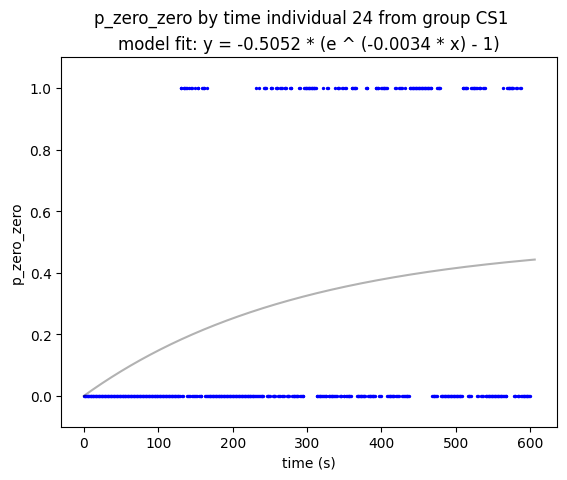 p_zero_zero by time individual 24 from group CS1
model fit: y = -0.5052 * (e ^ (-0.0034 * x) - 1)
1.0
0.8
0.6
0.4
0.2
0.0
p_zero_zero
0 100 200 300 400 500 600
time (s)